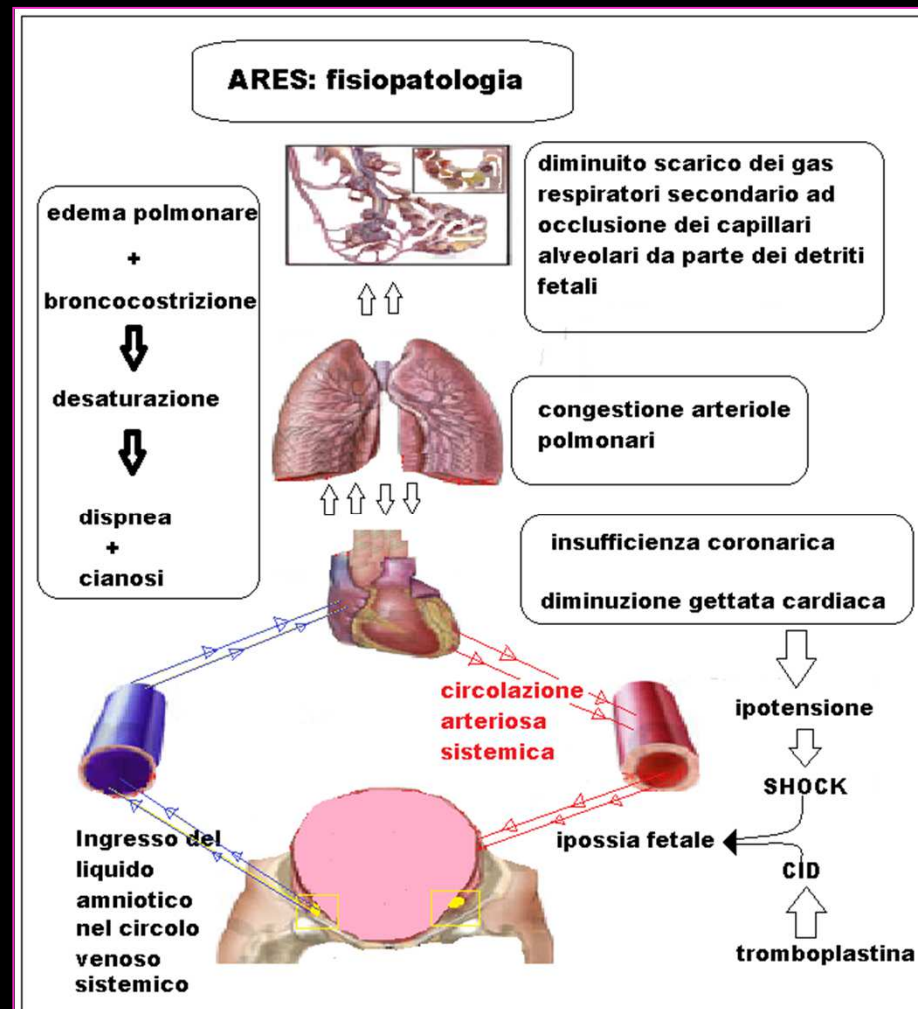 ARES: fisiopatologia
edema polmonare
+
broncocostrizione
desaturazione
dispnea
+
cianosi
diminuito scarico dei gas
respiratori secondario ad
occlusione dei capillari
alveolari da parte dei detriti
fetali
congestione arteriole
polmonari
insufficienza coronarica
diminuzione gettata cardiaca
circolazione
arteriosa
sistemica
ipotensione
SHOCK
ipossia fetale
CID
tromboplastina
Ingresso del
liquido
amniotico
nel circolo
venoso
sistemico